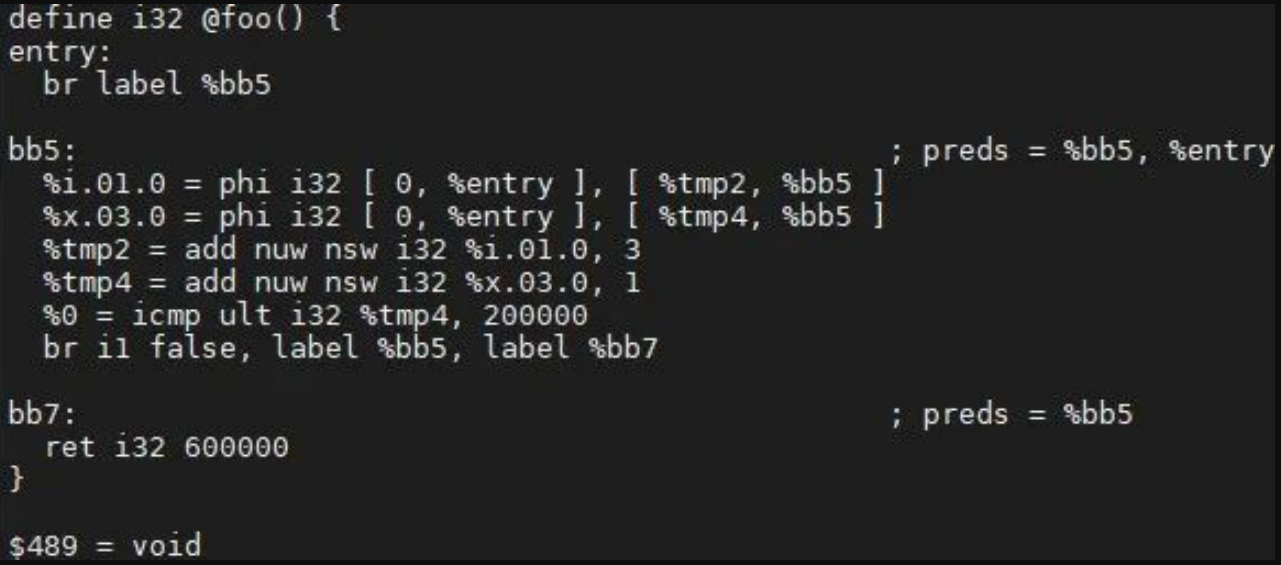 define i32 @foo() {
entry:
  br label %bb5

bb5:                                                  ; preds = %bb5, %entry
  %i.01.0 = phi i32 [ 0, %entry ], [ %tmp2, %bb5 ]
  %x.03.0 = phi i32 [ 0, %entry ], [ %tmp4, %bb5 ]
  %tmp2 = add nuw nsw i32 %i.01.0, 3
  %tmp4 = add nuw nsw i32 %x.03.0, 1
  %0 = icmp ult i32 %tmp4, 200000
  br i1 false, label %bb5, label %bb7

bb7:                                                  ; preds = %bb5
  ret i32 600000
}

$489 = void